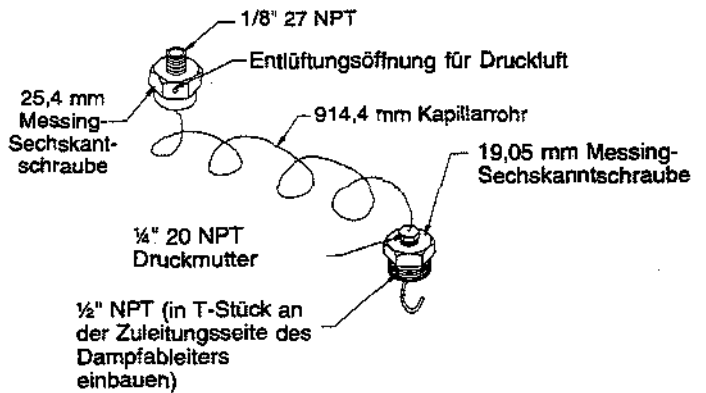 1/8" 27 NPT
Entlüftungsöffnung für Druckluft
25,4 mm
Messing-
Sechskant-
schraube
914,4 mm Kapillarrohr
19,05 mm Messing-
Sechskanntschraube
¼" 20 NPT
Druckmutter
½" NPT (in T-Stück an
der Zuleitungsseite des
Dampfableiters
einbauen)